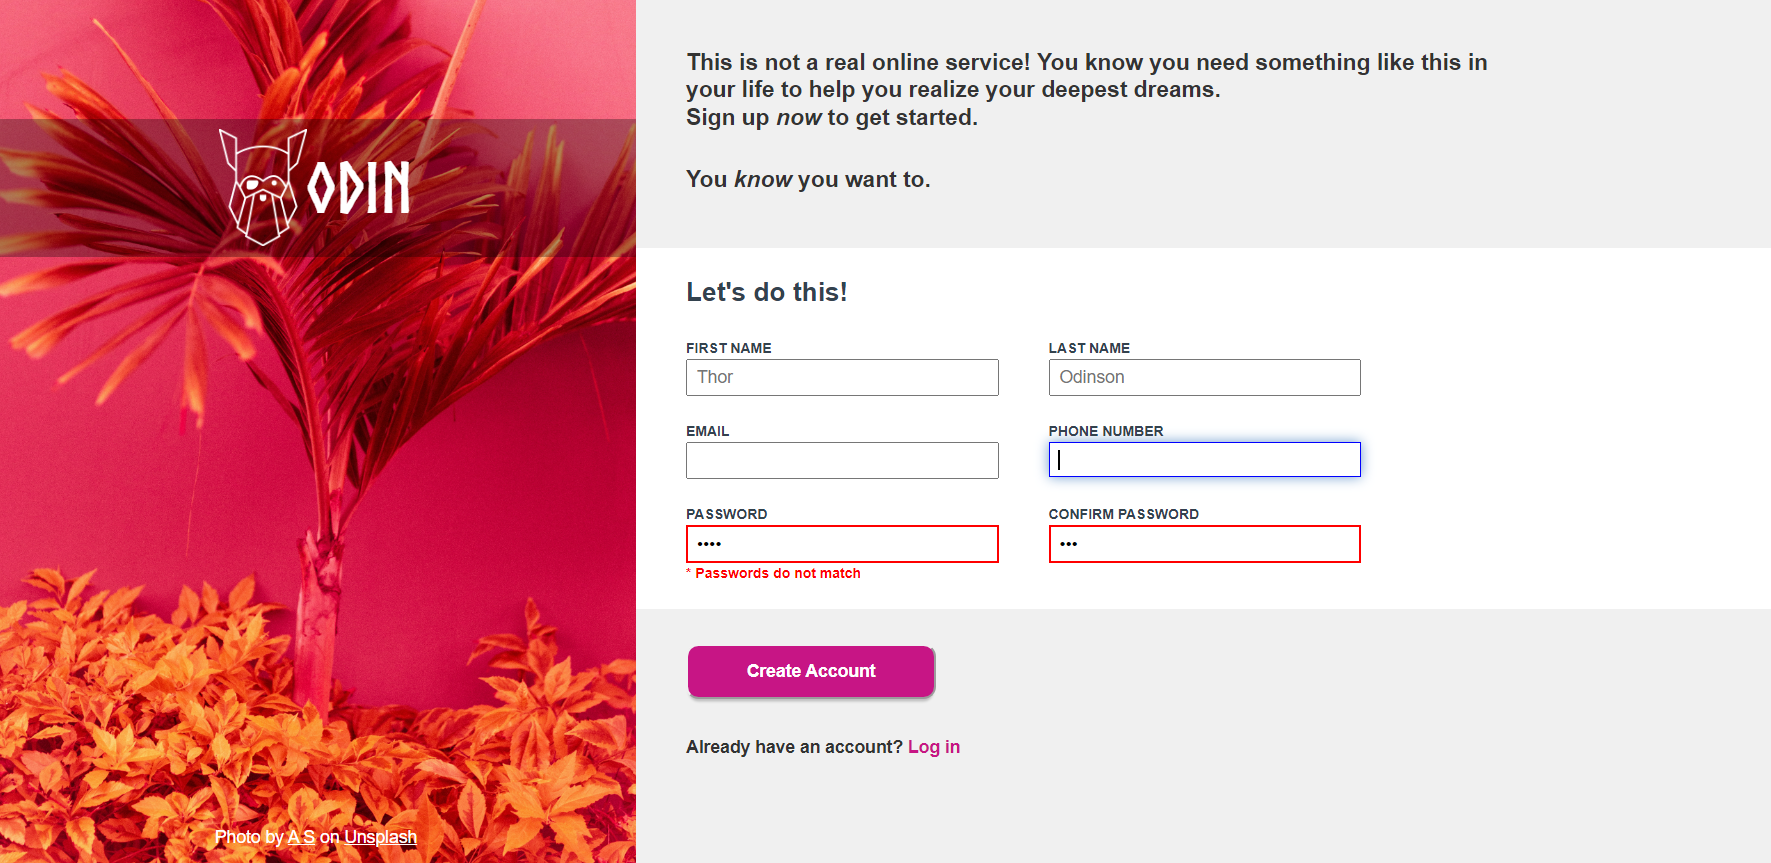 ODIN
Photo by A S on Unsplash
This is not a real online service! You know you need something like this in
your life to help you realize your deepest dreams.
Sign up now to get started.
You know you want to.
Let's do this!
FIRST NAME
LAST NAME
Thor
Odinson
EMAIL
PHONE NUMBER
PASSWORD
CONFIRM PASSWORD
••••
•••
* Passwords do not match
Create Account
Already have an account? Log in